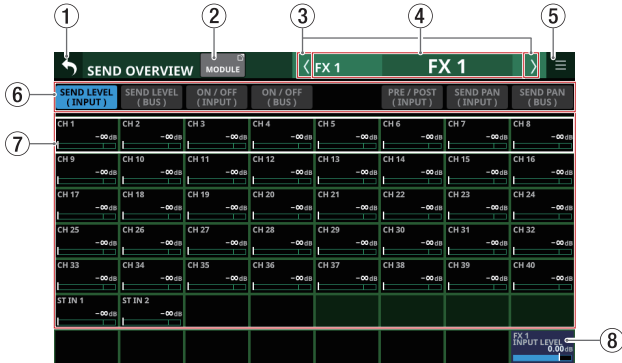 1 2 3 4 5
SEND OVERVIEW MODULE FX 1 FX 1
6
SEND LEVEL SEND LEVEL ON / OFF ON / OFF PRE / POST SEND PAN SEND PAN
( INPUT ) ( BUS ) ( INPUT ) ( BUS ) ( INPUT ) ( INPUT ) ( BUS )
7
CH 1 CH 2 CH 3 CH 4 CH 5 CH 6 CH 7 CH 8
-∞dB -∞dB -∞dB -∞dB -∞dB -∞dB -∞dB -∞dB
CH 9 CH 10 CH 11 CH 12 CH 13 CH 14 CH 15 CH 16
-∞dB -∞dB -∞dB -∞dB -∞dB -∞dB -∞dB -∞dB
CH 17 CH 18 CH 19 CH 20 CH 21 CH 22 CH 23 CH 24
-∞dB -∞dB -∞dB -∞dB -∞dB -∞dB -∞dB -∞dB
CH 25 CH 26 CH 27 CH 28 CH 29 CH 30 CH 31 CH 32
-∞dB -∞dB -∞dB -∞dB -∞dB -∞dB -∞dB -∞dB
CH 33 CH 34 CH 35 CH 36 CH 37 CH 38 CH 39 CH 40
-∞dB -∞dB -∞dB -∞dB -∞dB -∞dB -∞dB -∞dB
ST IN 1 ST IN 2
-∞dB -∞dB
FX 1
INPUT LEVEL
0.00dB
8